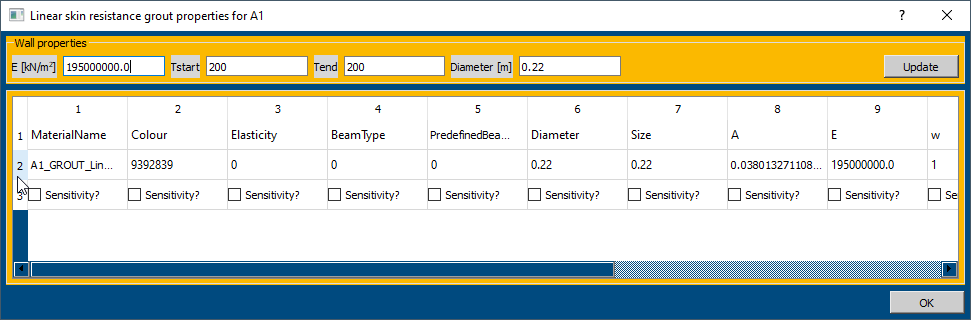 Linear skin resistance grout properties for A1
Wall properties
E [kN/m²] 195000000.0 Tstart 200 Tend 200 Diameter [m] 0.22 Update
1 2 3 4 5 6 7 8 9
1 MaterialName Colour Elasticity BeamType PredefinedBea... Diameter Size A E w
2 A1_GROUT_Lin... 9392839 0 0 0 0.22 0.22 0.038013271108... 195000000.0 1
3 Sensitivity? Sensitivity? Sensitivity? Sensitivity? Sensitivity? Sensitivity? Sensitivity? Sensitivity? Sensitivity? Se
OK